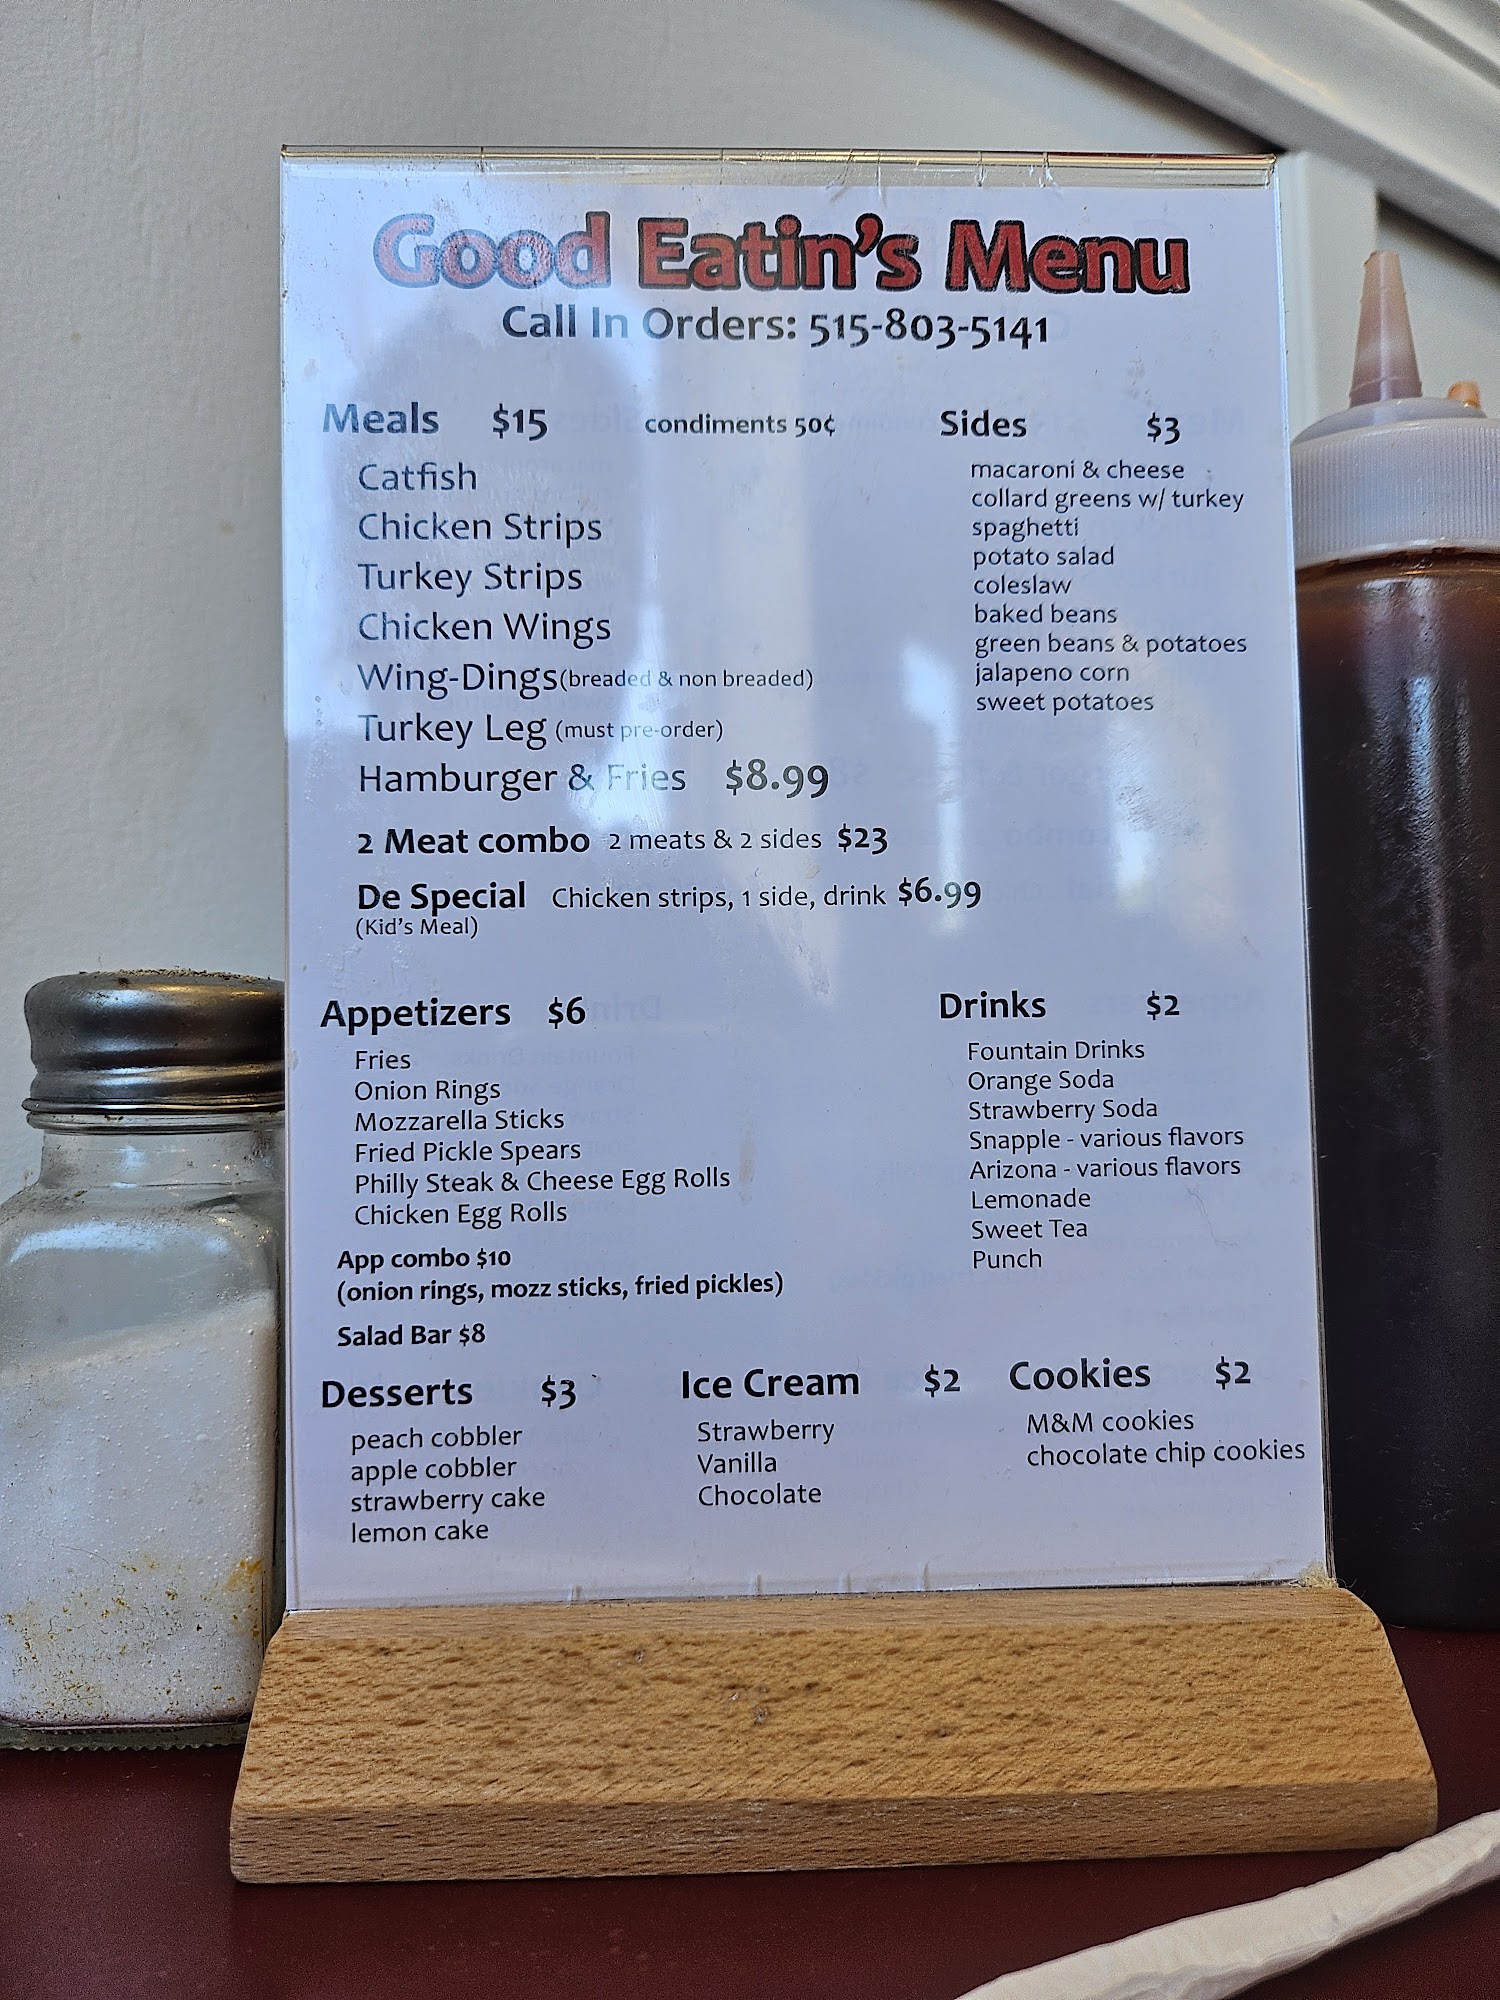 Good Eatin's Menu
Call In Orders: 515-803-5141
Meals $15 condiments 50¢
Catfish
Chicken Strips
Turkey Strips
Chicken Wings
Wing-Dings(breaded & non breaded)
Turkey Leg (must pre-order)
Hamburger & Fries $8.99
2 Meat combo 2 meats & 2 sides $23
De Special Chicken strips, 1 side, drink $6.99
(Kid's Meal)
Sides $3
macaroni & cheese
collard greens w/ turkey
spaghetti
potato salad
coleslaw
baked beans
green beans & potatoes
jalapeno corn
sweet potatoes
Appetizers $6
Fries
Onion Rings
Mozzarella Sticks
Fried Pickle Spears
Philly Steak & Cheese Egg Rolls
Chicken Egg Rolls
App combo $10
(onion rings, mozz sticks, fried pickles)
Salad Bar $8
Drinks $2
Fountain Drinks
Orange Soda
Strawberry Soda
Snapple - various flavors
Arizona - various flavors
Lemonade
Sweet Tea
Punch
Desserts $3
peach cobbler
apple cobbler
strawberry cake
lemon cake
Ice Cream $2
Strawberry
Vanilla
Chocolate
Cookies $2
M&M cookies
chocolate chip cookies